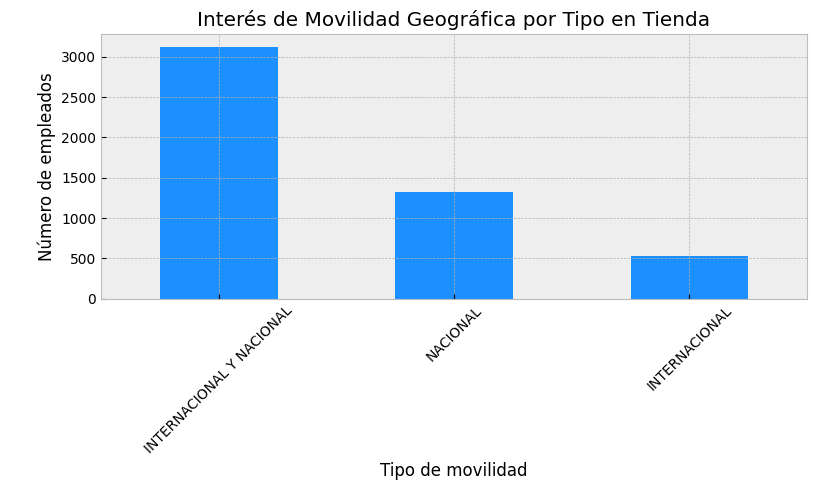 Interés de Movilidad Geográfica por Tipo en Tienda
Número de empleados
3000
2500
2000
1500
1000
500
0
INTERNACIONAL Y NACIONAL
NACIONAL
INTERNACIONAL
Tipo de movilidad